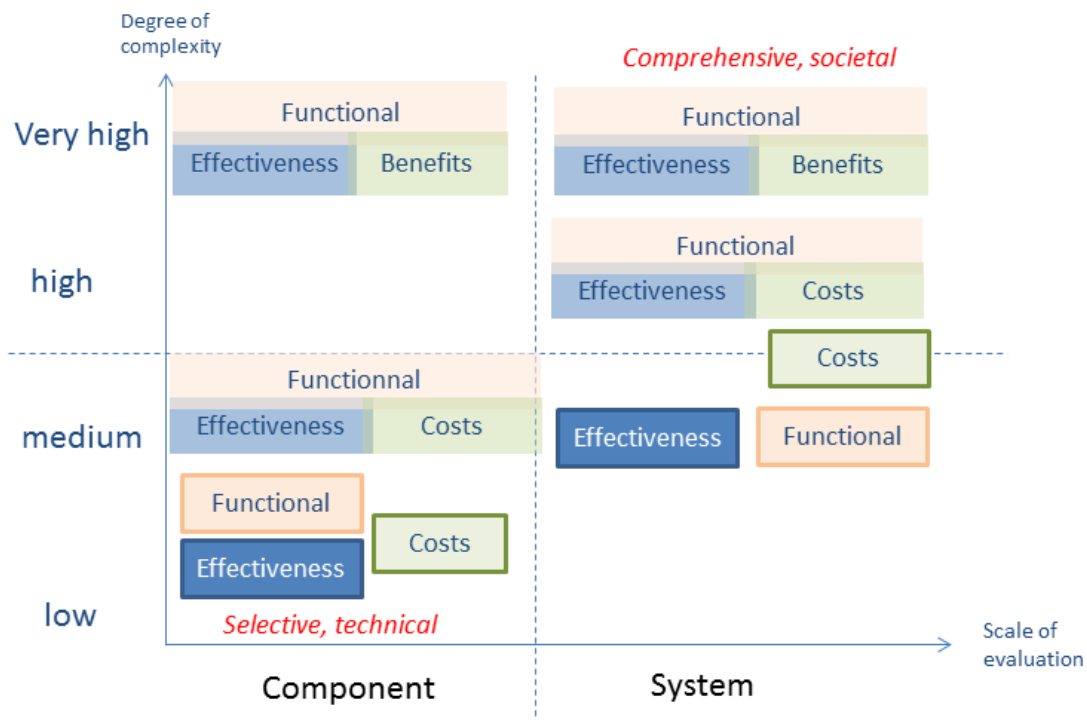 Degree of
complexity
Comprehensive, societal
Very high
Functional
Effectiveness
Benefits
Functional
Effectiveness
Benefits
high
Functional
Effectiveness
Costs
Costs
medium
Functionnal
Effectiveness
Costs
Effectiveness
Functional
Functional
Effectiveness
Costs
low
Selective, technical
Scale of
evaluation
Component
System